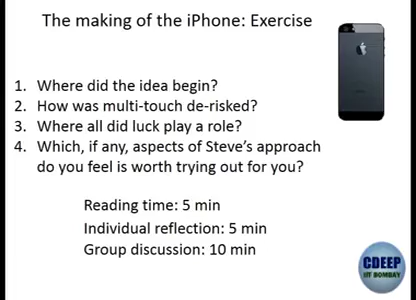 The making of the iPhone: Exercise
1. Where did the idea begin?
2. How was multi-touch de-risked?
3. Where all did luck play a role?
4. Which, if any, aspects of Steve's approach
do you feel is worth trying out for you?
Reading time: 5 min
Individual reflection: 5 min
Group discussion: 10 min
CDEEP
IIT BOMBAY